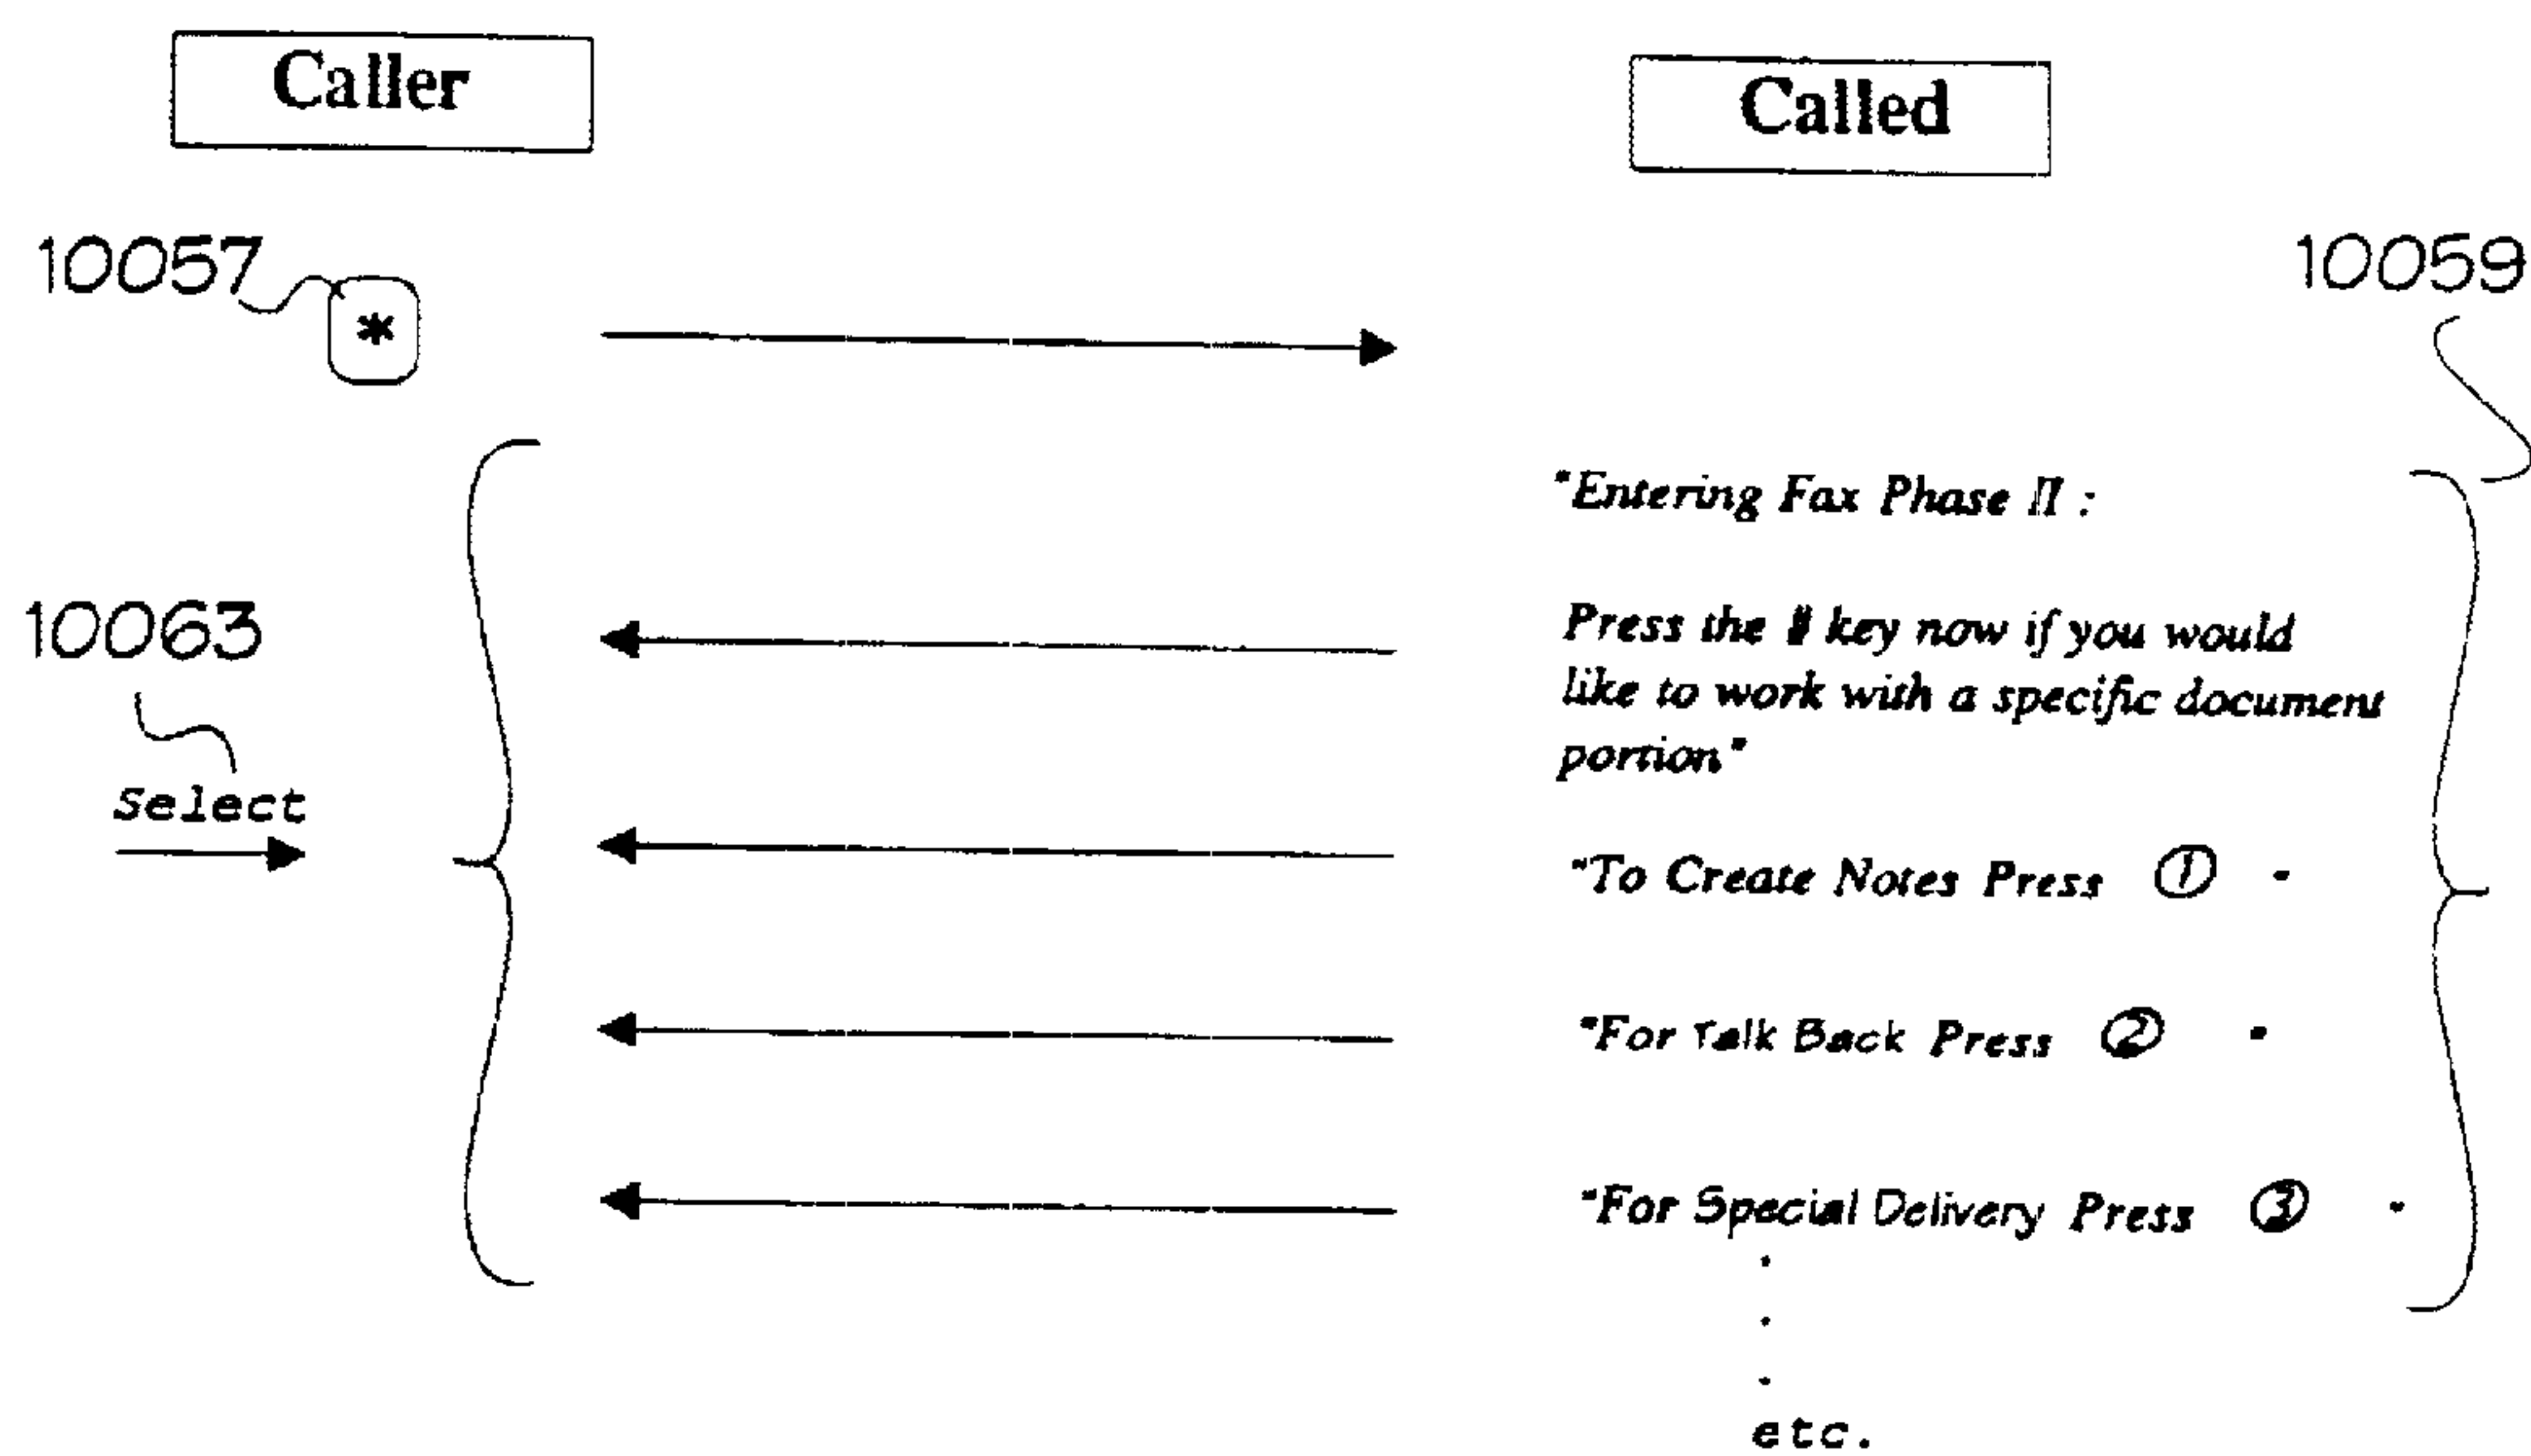 Caller
Called
10057
10059
*
"Entering Fax Phase II :
10063
Press the # key now if you would
like to work with a specific document
portion"
Select
"To Create Notes Press 1 "
"For Talk Back Press 2 "
"For Special Delivery Press 3 "
.
.
.
etc.